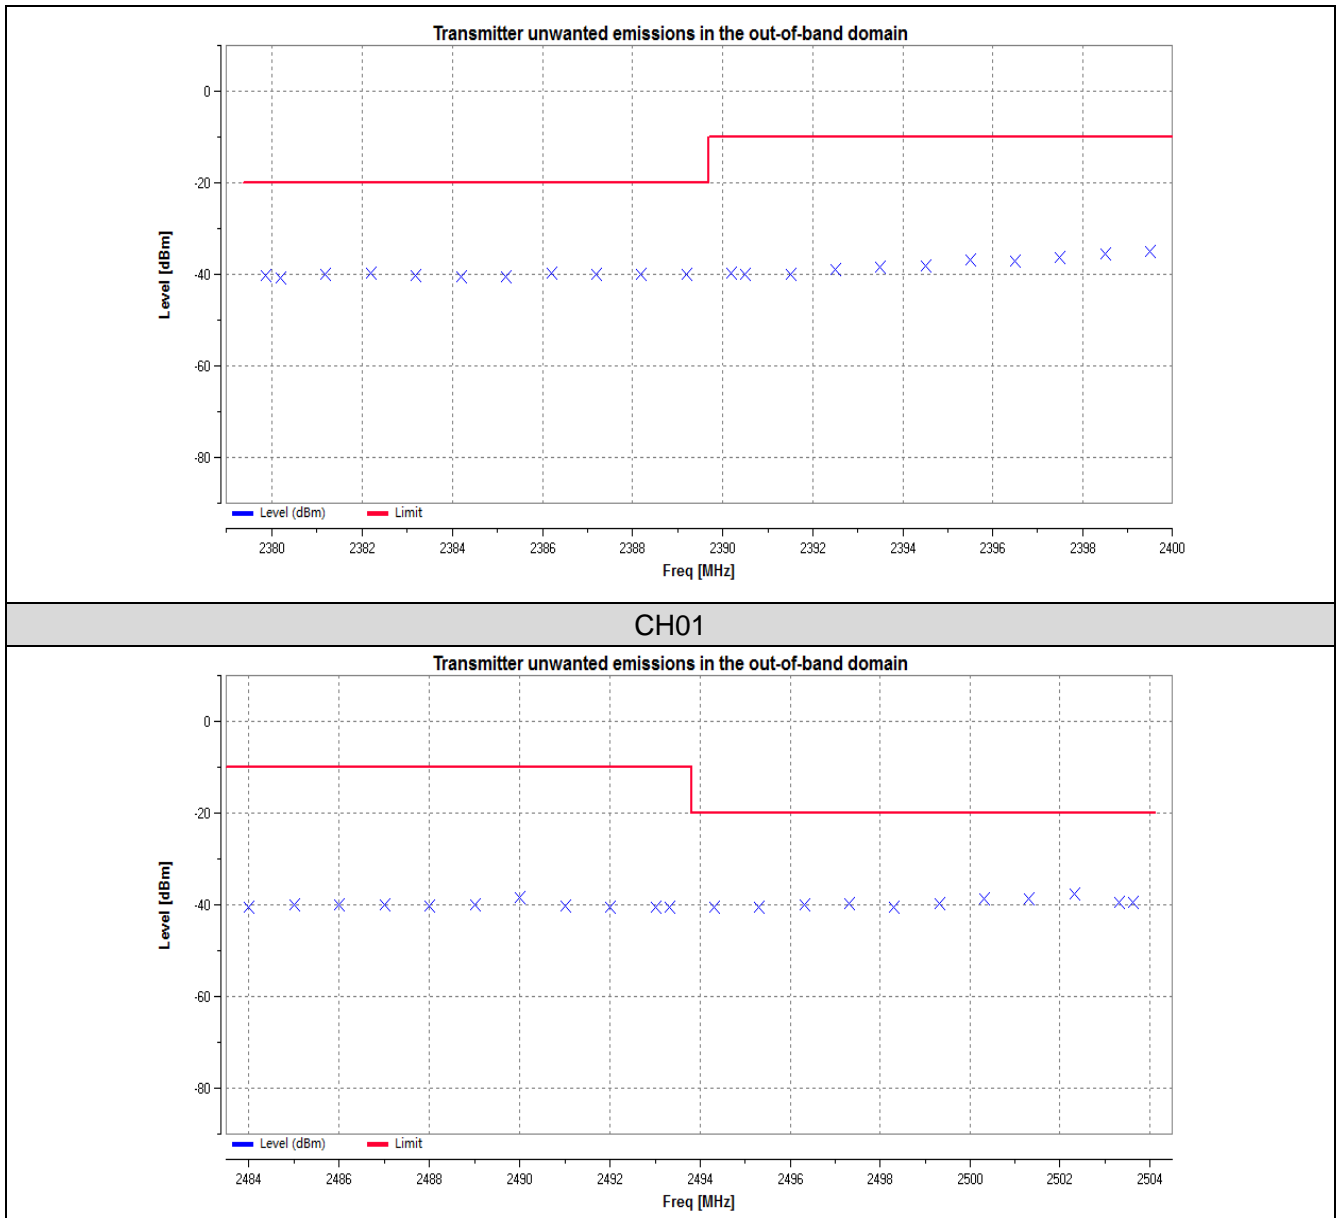 Transmitter unwanted emissions in the out-of-band domain
0
-20
-40
-60
-80
Level [dBm]
Level (dBm) Limit
2380 2382 2384 2386 2388 2390 2392 2394 2396 2398 2400
Freq [MHz]
CH01
Transmitter unwanted emissions in the out-of-band domain
0
-20
-40
-60
-80
Level [dBm]
Level (dBm) Limit
2484 2486 2488 2490 2492 2494 2496 2498 2500 2502 2504
Freq [MHz]